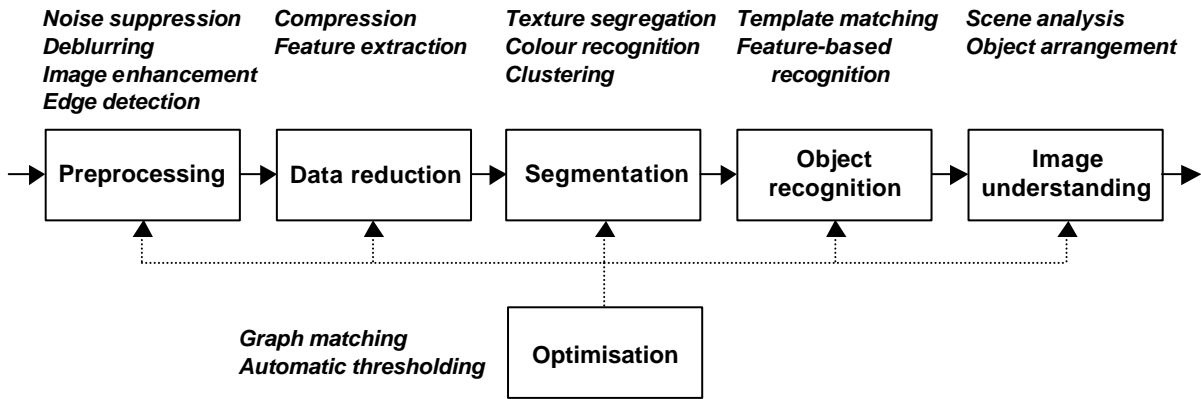 Noise suppression
Deblurring
Image enhancement
Edge detection
Compression
Feature extraction
Texture segregation
Colour recognition
Clustering
Template matching
Feature-based
recognition
Scene analysis
Object arrangement
Preprocessing
Data reduction
Segmentation
Object
recognition
Image
understanding
Graph matching
Automatic thresholding
Optimisation